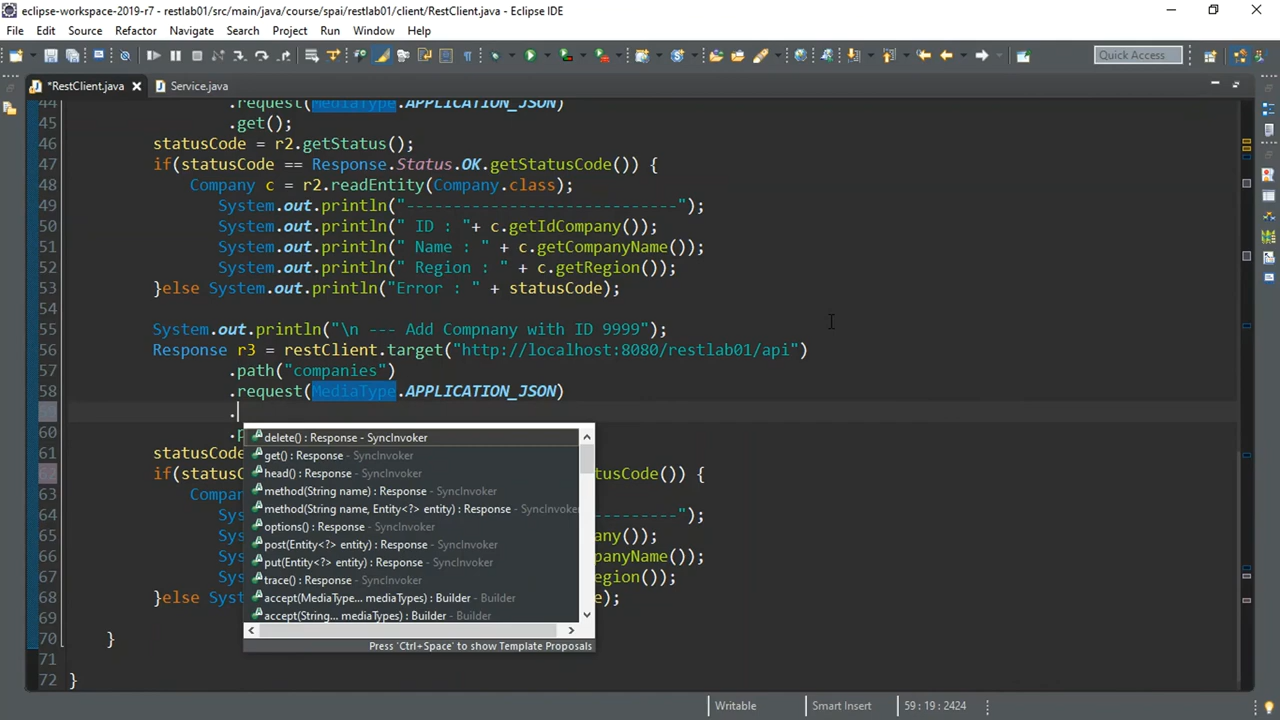 eclipse-workspace-2019-r7 - restlab01/src/main/java/course/spai/restlab01/client/RestClient.java - Eclipse IDE
File Edit Source Refactor Navigate Search Project Run Window Help
Quick Access
*RestClient.java Service.java
44 .request(MediaType.APPLICATION_JSON)
45 .get();
46 statusCode = r2.getStatus();
47 if(statusCode == Response.Status.OK.getStatusCode()) {
48 Company c = r2.readEntity(Company.class);
49 System.out.println("-----------------------------");
50 System.out.println(" ID : "+ c.getIdCompany());
51 System.out.println(" Name : " + c.getCompanyName());
52 System.out.println(" Region : " + c.getRegion());
53 }else System.out.println("Error : " + statusCode);
54
55 System.out.println("\n --- Add Compnany with ID 9999");
56 Response r3 = restClient.target("http://localhost:8080/restlab01/api")
57 .path("companies")
58 .request(MediaType.APPLICATION_JSON)
59 .
60 .p
61 statusCode
62 if(statusC tusCode()) {
63 Compan
64 Sys --------");
65 Sys any());
66 Sys panyName());
67 Sys egion());
68 }else Syst e);
69
70 }
71
72 }
delete() : Response - SyncInvoker
get() : Response - SyncInvoker
head() : Response - SyncInvoker
method(String name) : Response - SyncInvoker
method(String name, Entity<?> entity) : Response - SyncInvoke
options() : Response - SyncInvoker
post(Entity<?> entity) : Response - SyncInvoker
put(Entity<?> entity) : Response - SyncInvoker
trace() : Response - SyncInvoker
accept(MediaType... mediaTypes) : Builder - Builder
accept(String... mediaTypes) : Builder - Builder
Press 'Ctrl+Space' to show Template Proposals
Writable Smart Insert 59 : 19 : 2424